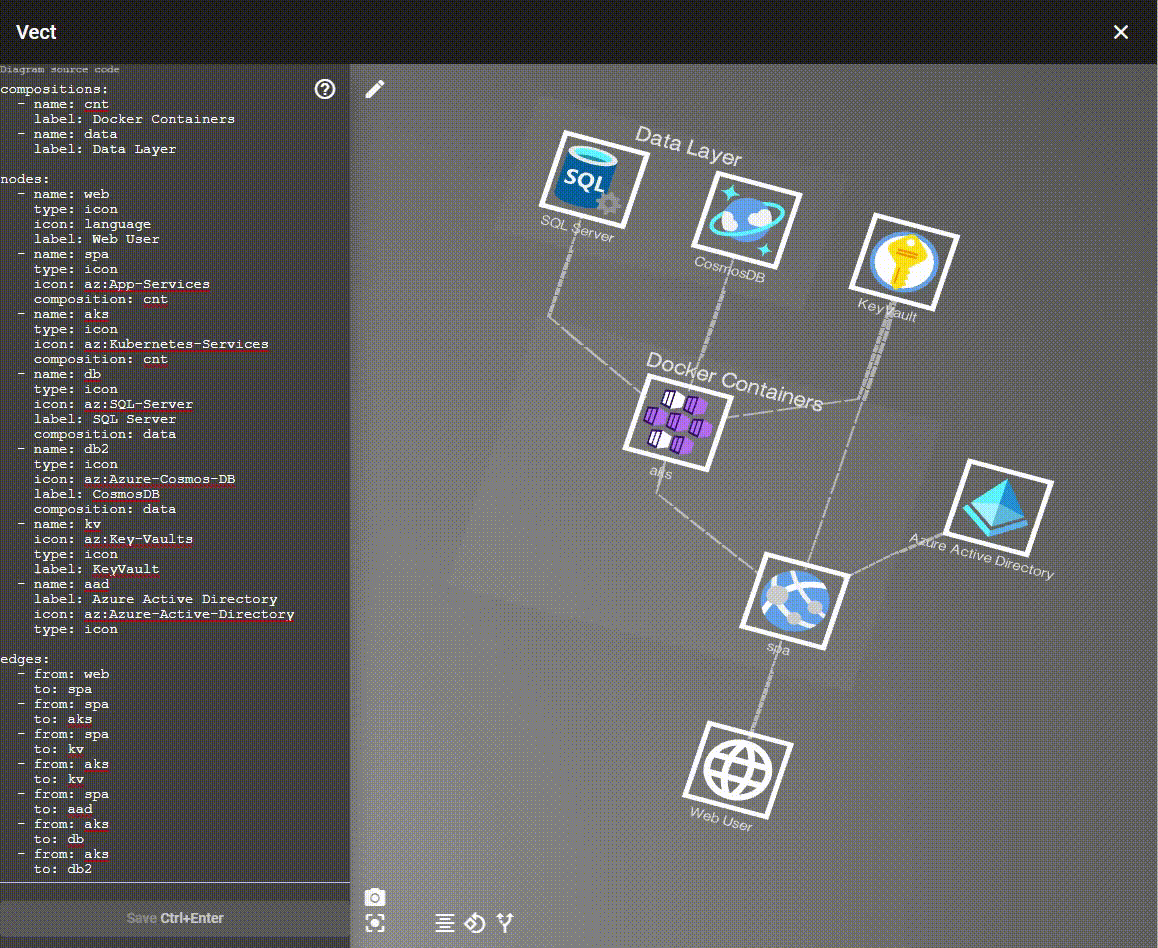 Vect
Diagram source code
compositions:
- name: cnt
label: Docker Containers
- name: data
label: Data Layer
nodes:
- name: web
type: icon
icon: language
label: Web User
- name: spa
type: icon
icon: az:App-Services
composition: cnt
- name: aks
type: icon
icon: az:Kubernetes-Services
composition: cnt
- name: db
type: icon
icon: az:SQL-Server
label: SQL Server
composition: data
- name: db2
type: icon
icon: az:Azure-Cosmos-DB
label: CosmosDB
composition: data
- name: kv
icon: az:Key-Vaults
type: icon
label: KeyVault
- name: aad
label: Azure Active Directory
icon: az:Azure-Active-Directory
type: icon
edges:
- from: web
to: spa
- from: spa
to: aks
- from: spa
to: kv
- from: aks
to: kv
- from: spa
to: aad
- from: aks
to: db
- from: aks
to: db2
Save Ctrl+Enter
Data Layer
SQL
SQL Server
CosmosDB
KeyVault
Docker Containers
aks
Azure Active Directory
spa
Web User